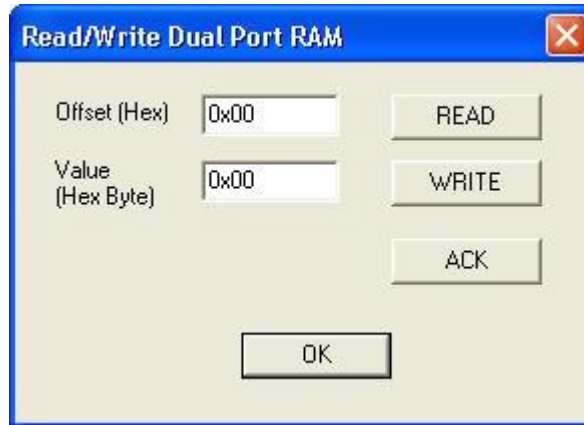 Read/Write Dual Port RAM
Offset (Hex) 0x00 READ
Value
(Hex Byte) 0x00 WRITE
ACK
OK